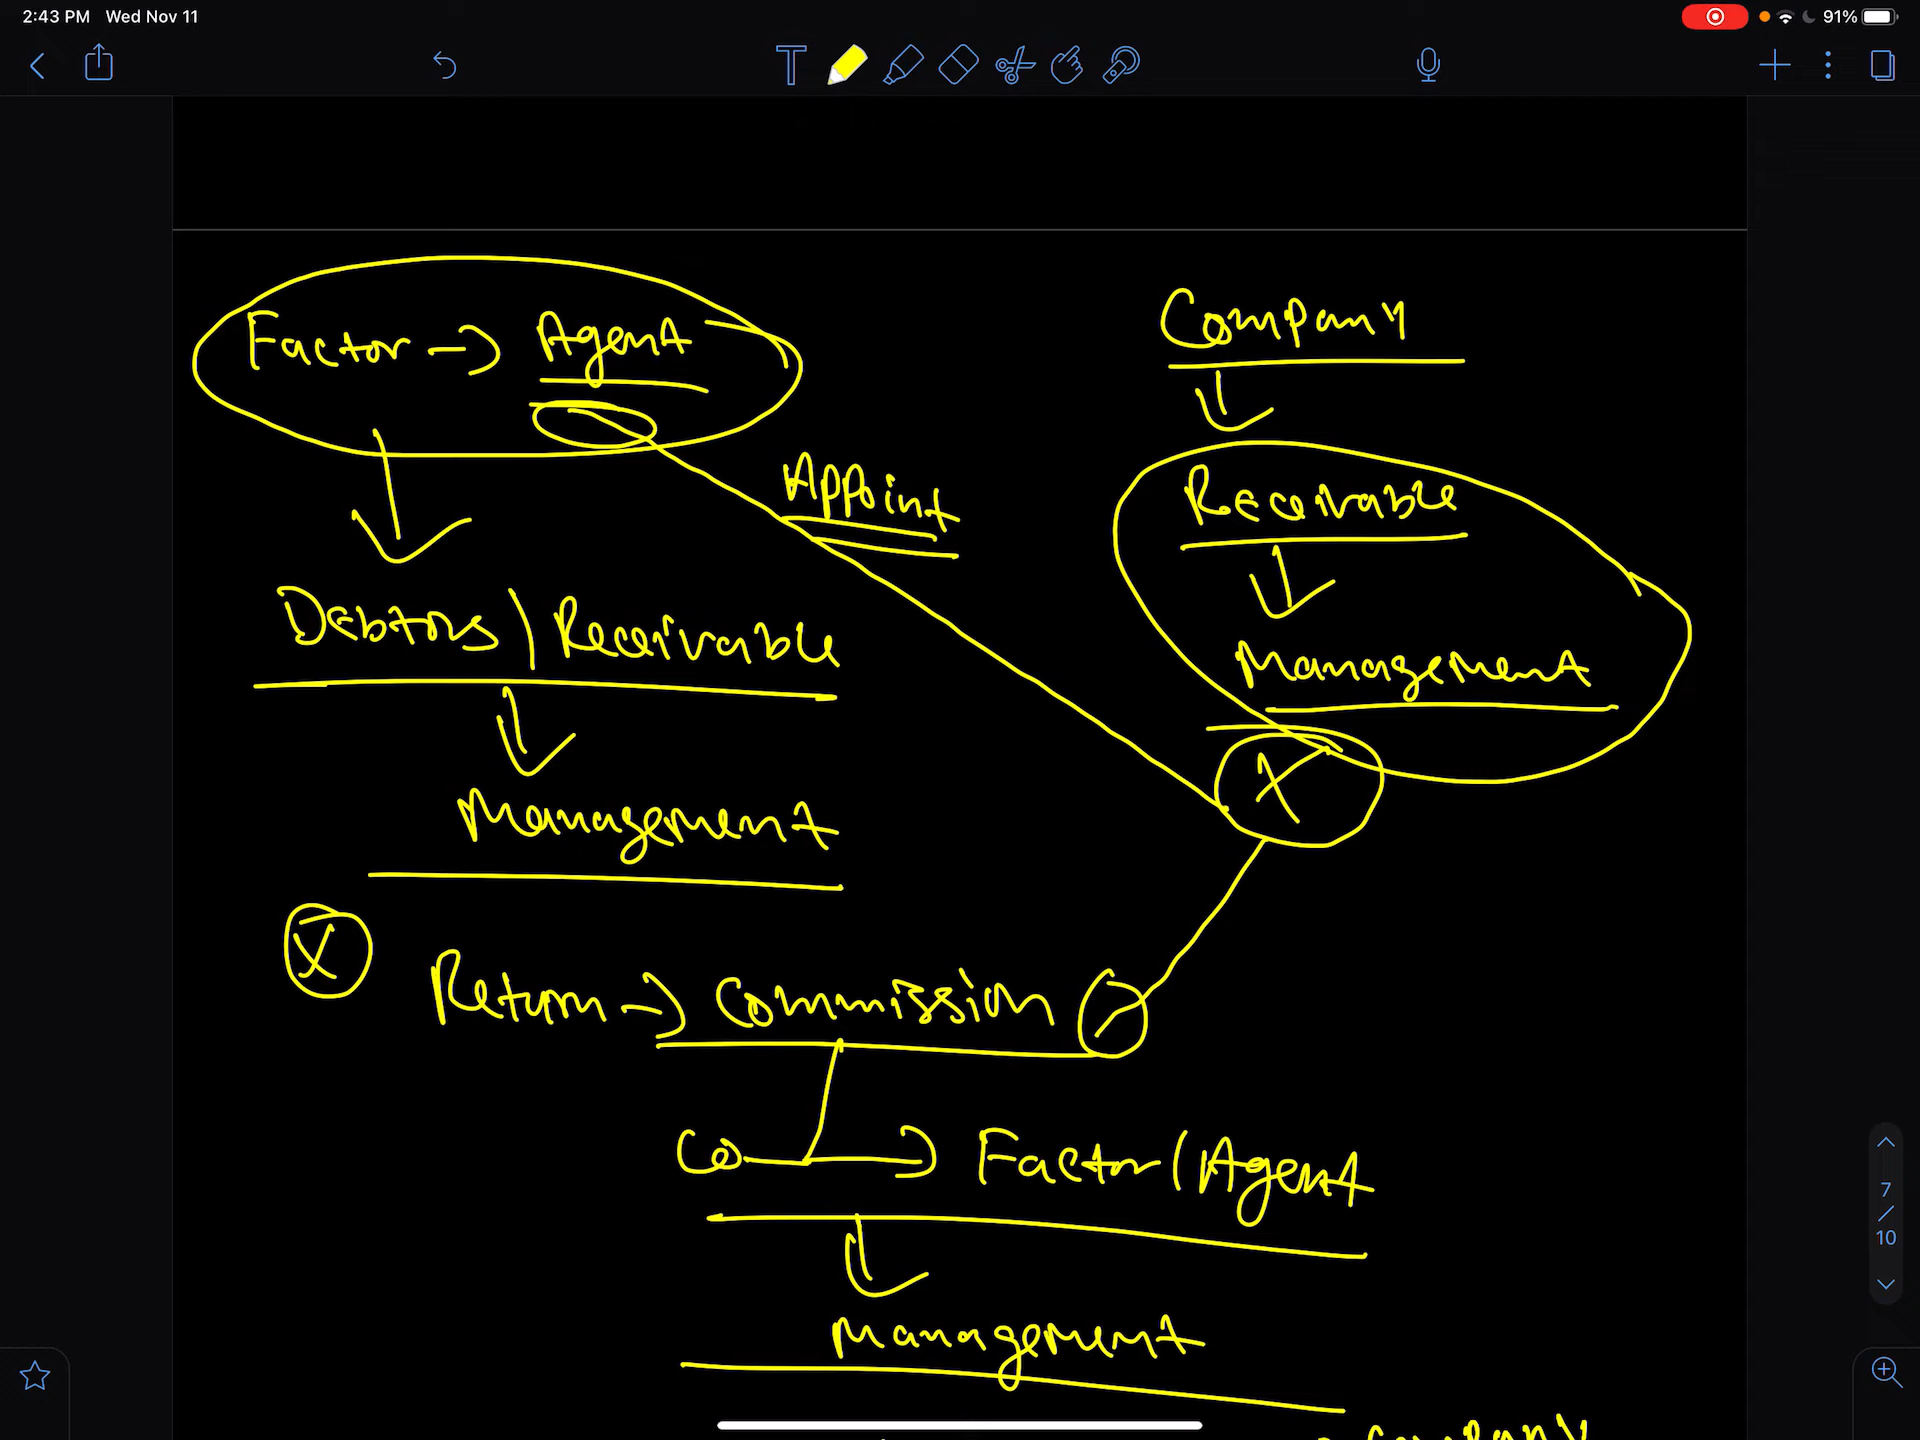 2:43 PM Wed Nov 11
91%
Factor → Agent
Company
Appoint
Receivable
Management
X
Debtors / Receivable
Management
X
Return → Commission
Co → Factor / Agent
Management
Company
7
/
10